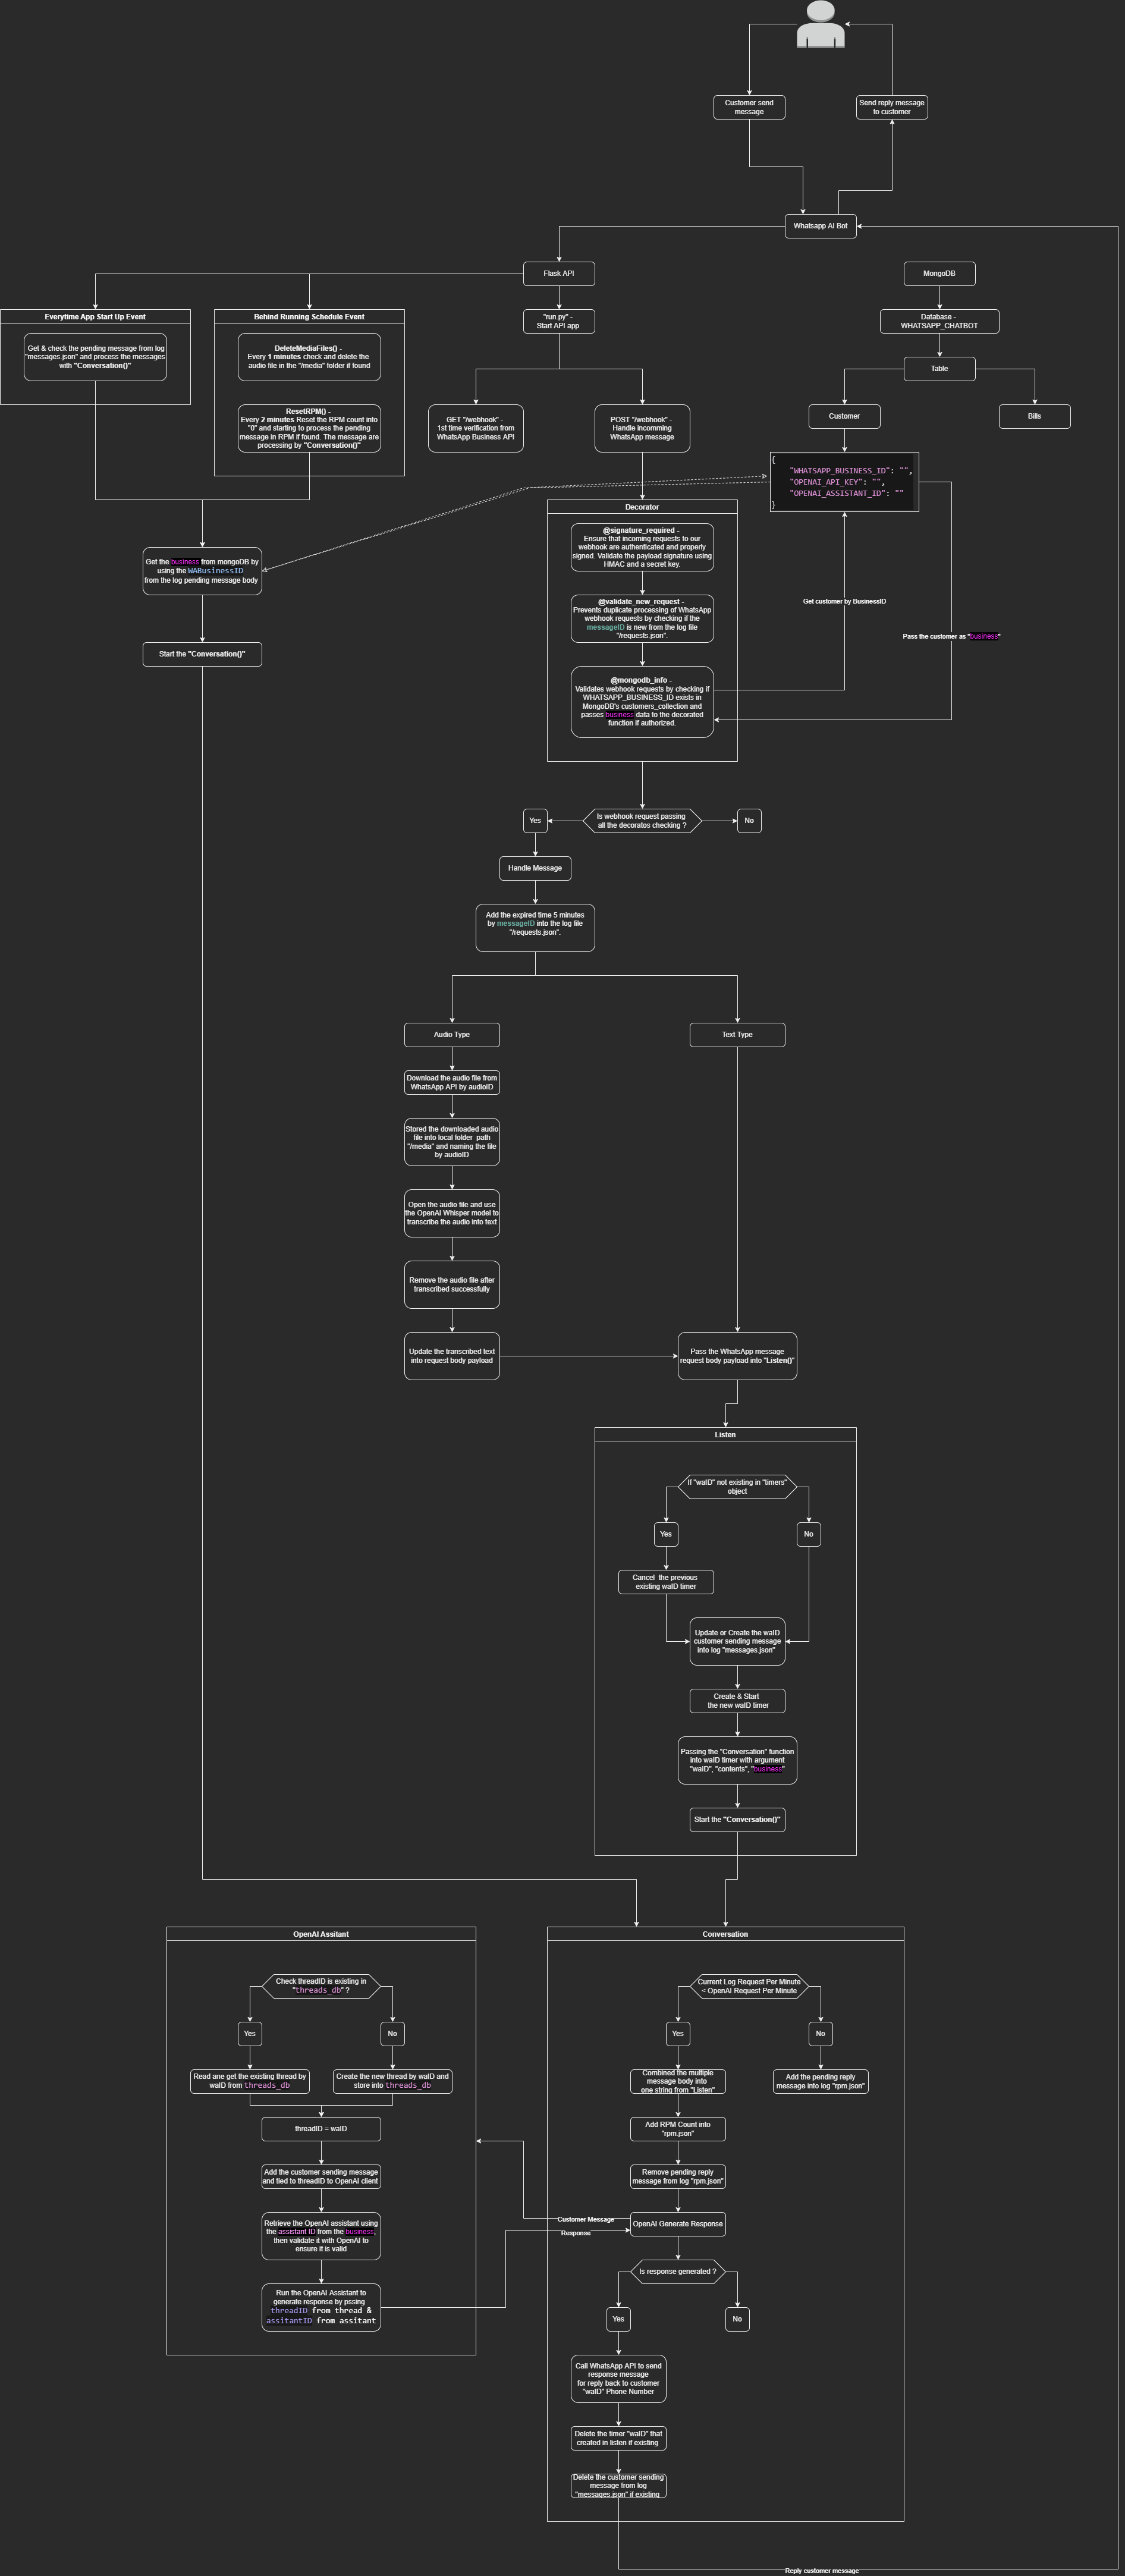 Customer send
message
Send reply message
to customer
Whatsapp AI Bot
Flask API
MongoDB
Everytime App Start Up Event
Get & check the pending message from log
"messages.json" and process the messages
with "Conversation()"
Behind Running Schedule Event
DeleteMediaFiles() -
Every 1 minutes check and delete the
audio file in the "/media" folder if found
ResetRPM() -
Every 2 minutes Reset the RPM count into
"0" and starting to process the pending
message in RPM if found. The message are
processing by "Conversation()"
"run.py" -
Start API app
Database -
WHATSAPP_CHATBOT
Table
GET "/webhook" -
1st time verification from
WhatsApp Business API
POST "/webhook" -
Handle incomming
WhatsApp message
Customer
Bills
{
"WHATSAPP_BUSINESS_ID": "",
"OPENAI_API_KEY": "",
"OPENAI_ASSISTANT_ID": ""
}
Decorator
@signature_required -
Ensure that incoming requests to our
webhook are authenticated and properly
signed. Validate the payload signature using
HMAC and a secret key.
@validate_new_request -
Prevents duplicate processing of WhatsApp
webhook requests by checking if the
messageID is new from the log file
"/requests.json".
@mongodb_info -
Validates webhook requests by checking if
WHATSAPP_BUSINESS_ID exists in
MongoDB's customers_collection and
passes business data to the decorated
function if authorized.
Get customer by BusinessID
Pass the customer as "business"
Get the business from mongoDB by
using the WABusinessID
from the log pending message body
Start the "Conversation()"
Is webhook request passing
all the decoratos checking ?
Yes
No
Handle Message
Add the expired time 5 minutes
by messageID into the log file
"/requests.json".
Audio Type
Text Type
Download the audio file from
WhatsApp API by audioID
Stored the downloaded audio
file into local folder path
"/media" and naming the file
by audioID
Open the audio file and use
the OpenAI Whisper model to
transcribe the audio into text
Remove the audio file after
transcribed successfully
Update the transcribed text
into request body payload
Pass the WhatsApp message
request body payload into "Listen()"
Listen
If "waID" not existing in "timers"
object
Yes
No
Cancel the previous
existing waID timer
Update or Create the waID
customer sending message
into log "messages.json"
Create & Start
the new waID timer
Passing the "Conversation" function
into waID timer with argument
"waID", "contents", "business"
Start the "Conversation()"
OpenAI Assitant
Check threadID is existing in
"threads_db" ?
Yes
No
Read ane get the existing thread by
waID from threads_db
Create the new thread by waID and
store into threads_db
threadID = waID
Add the customer sending message
and tied to threadID to OpenAI client
Retrieve the OpenAI assistant using
the assistant ID from the business,
then validate it with OpenAI to
ensure it is valid
Run the OpenAI Assistant to
generate response by pssing
threadID from thread &
assitantID from assitant
Conversation
Current Log Request Per Minute
< OpenAI Request Per Minute
Yes
No
Combined the multiple
message body into
one string from "Listen"
Add the pending reply
message into log "rpm.json"
Add RPM Count into
"rpm.json"
Remove pending reply
message from log "rpm.json"
Customer Message
Response
OpenAI Generate Response
Is response generated ?
Yes
No
Call WhatsApp API to send
response message
for reply back to customer
"waID" Phone Number
Delete the timer "waID" that
created in listen if existing
Delete the customer sending
message from log
"messages.json" if existing
Reply customer message